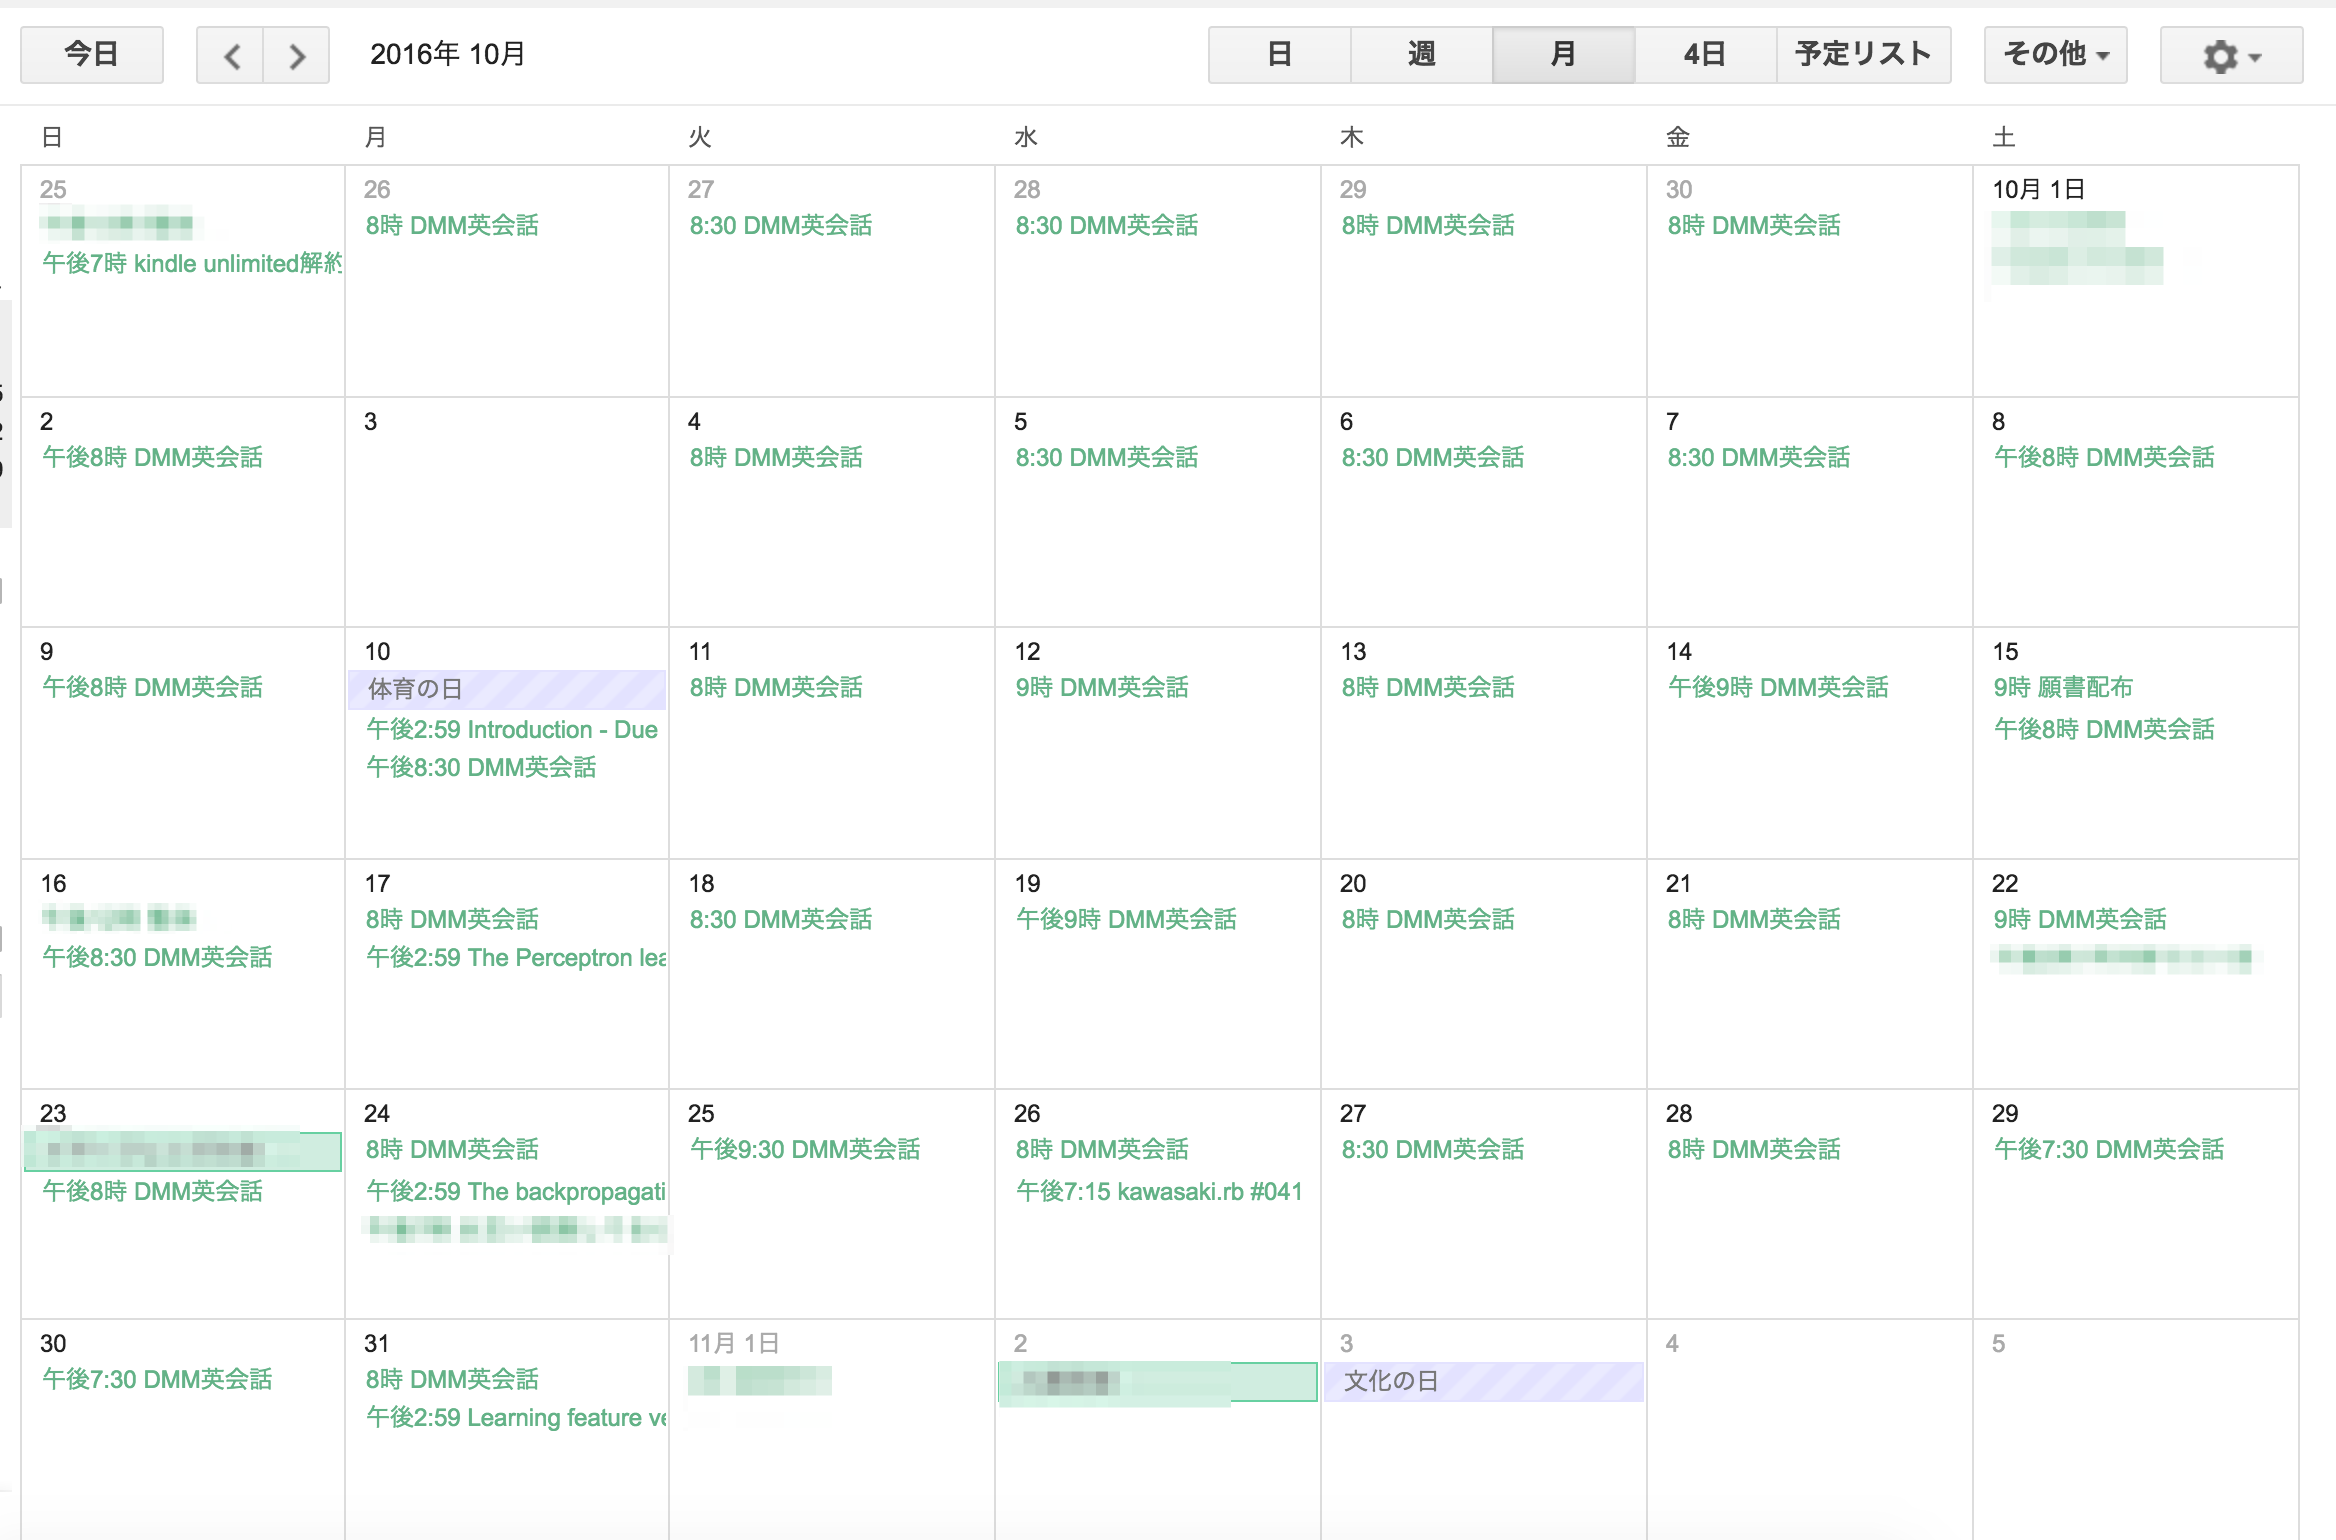 今日
2016年 10月
日 週 月 4日 予定リスト その他
日 月 火 水 木 金 土
25
午後7時 kindle unlimited解約
26
8時 DMM英会話
27
8:30 DMM英会話
28
8:30 DMM英会話
29
8時 DMM英会話
30
8時 DMM英会話
10月 1日
2
午後8時 DMM英会話
3
4
8時 DMM英会話
5
8:30 DMM英会話
6
8:30 DMM英会話
7
8:30 DMM英会話
8
午後8時 DMM英会話
9
午後8時 DMM英会話
10
体育の日
午後2:59 Introduction - Due
午後8:30 DMM英会話
11
8時 DMM英会話
12
9時 DMM英会話
13
8時 DMM英会話
14
午後9時 DMM英会話
15
9時 願書配布
午後8時 DMM英会話
16
午後8:30 DMM英会話
17
8時 DMM英会話
午後2:59 The Perceptron lea
18
8:30 DMM英会話
19
午後9時 DMM英会話
20
8時 DMM英会話
21
8時 DMM英会話
22
9時 DMM英会話
23
午後8時 DMM英会話
24
8時 DMM英会話
午後2:59 The backpropagati
25
午後9:30 DMM英会話
26
8時 DMM英会話
午後7:15 kawasaki.rb #041
27
8:30 DMM英会話
28
8時 DMM英会話
29
午後7:30 DMM英会話
30
午後7:30 DMM英会話
31
8時 DMM英会話
午後2:59 Learning feature ve
11月 1日
2
3
文化の日
4
5